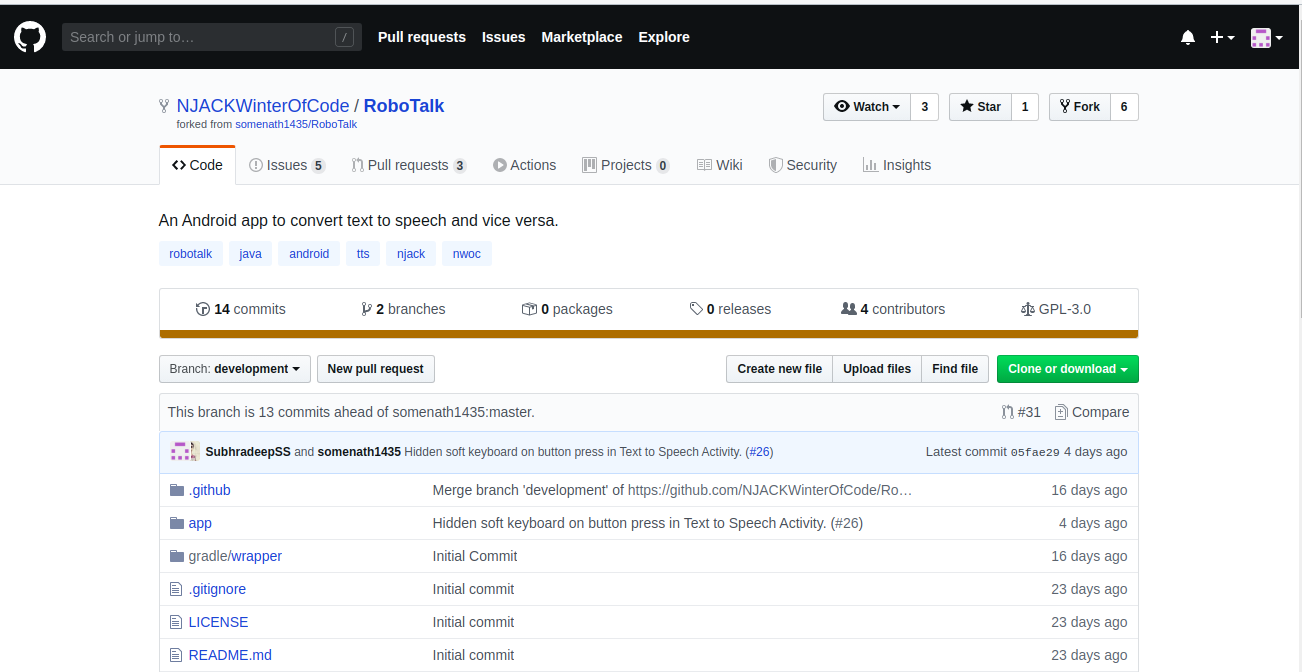 Search or jump to… / Pull requests Issues Marketplace Explore
NJACKWinterOfCode / RoboTalk Watch 3 Star 1 Fork 6
forked from somenath1435/RoboTalk
Code Issues 5 Pull requests 3 Actions Projects 0 Wiki Security Insights
An Android app to convert text to speech and vice versa.
robotalk java android tts njack nwoc
14 commits 2 branches 0 packages 0 releases 4 contributors GPL-3.0
Branch: development New pull request Create new file Upload files Find file Clone or download
This branch is 13 commits ahead of somenath1435:master. #31 Compare
SubhradeepSS and somenath1435 Hidden soft keyboard on button press in Text to Speech Activity. (#26) Latest commit 05fae29 4 days ago
.github Merge branch 'development' of https://github.com/NJACKWinterOfCode/Ro… 16 days ago
app Hidden soft keyboard on button press in Text to Speech Activity. (#26) 4 days ago
gradle/wrapper Initial Commit 16 days ago
.gitignore Initial commit 23 days ago
LICENSE Initial commit 23 days ago
README.md Initial commit 23 days ago